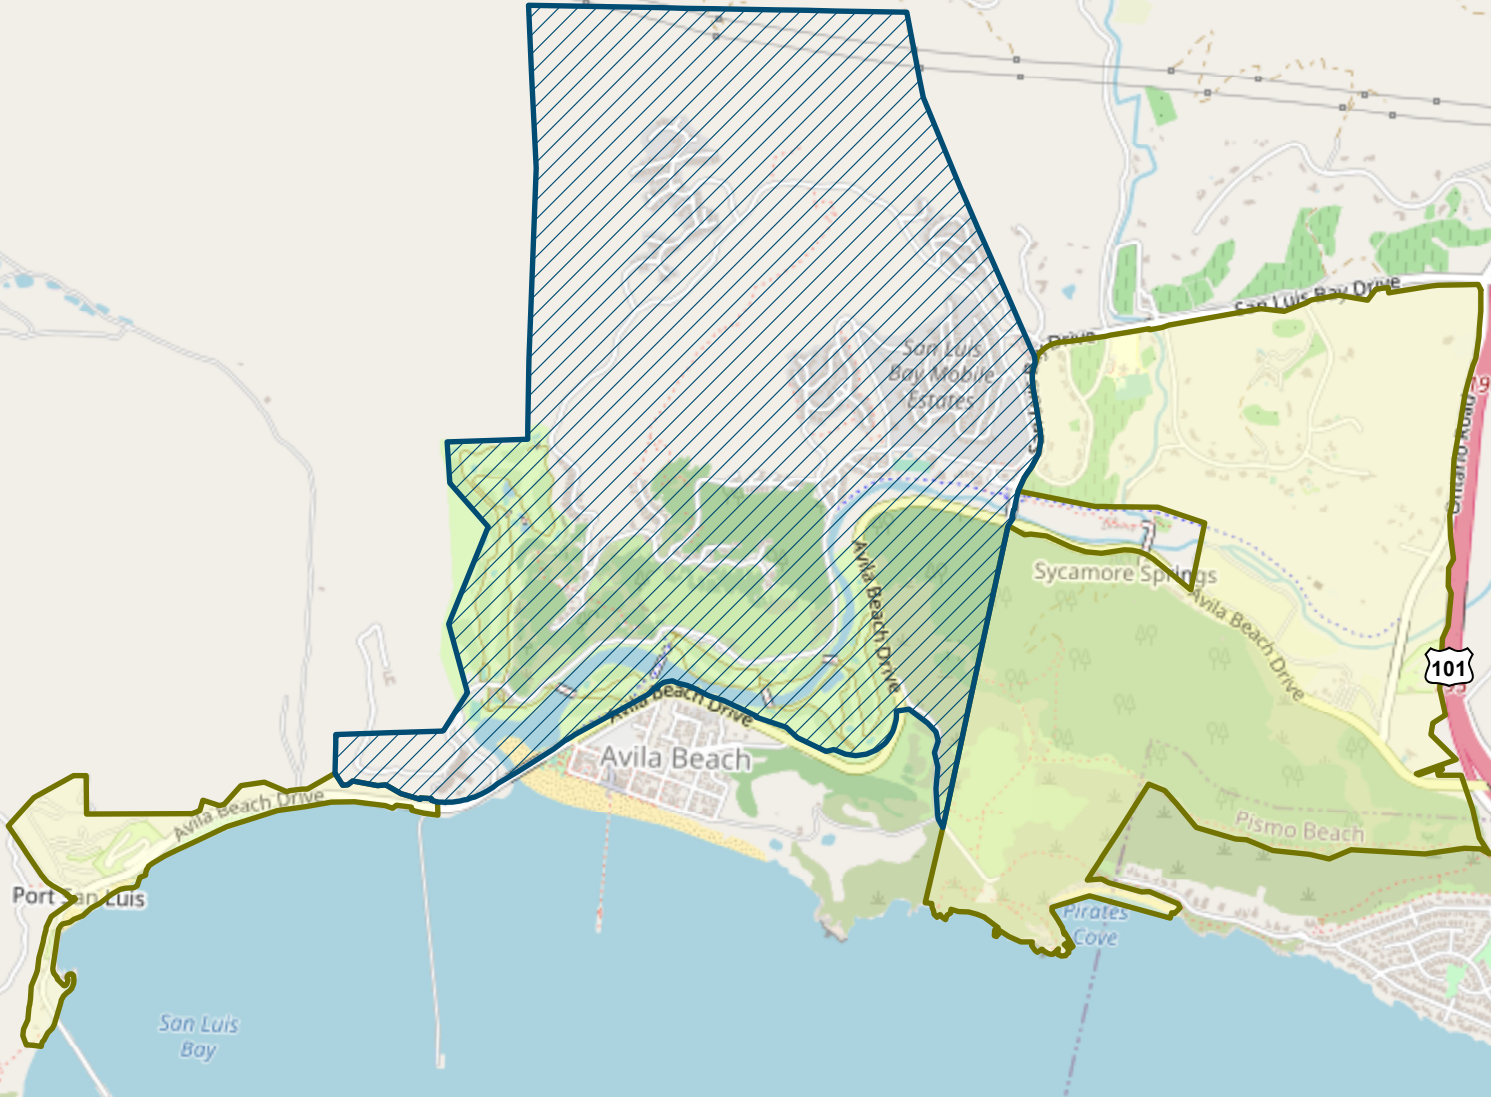 San Luis Bay Drive
Drive
San Luis
Bay Mobile
Estates
19
Ontario Road
Avila Beach Drive
Sycamore Springs
Avila Beach Drive
101
Avila Beach Drive
Avila Beach
Avila Beach Drive
Pismo Beach
Port San Luis
Pirates
Cove
San Luis
Bay